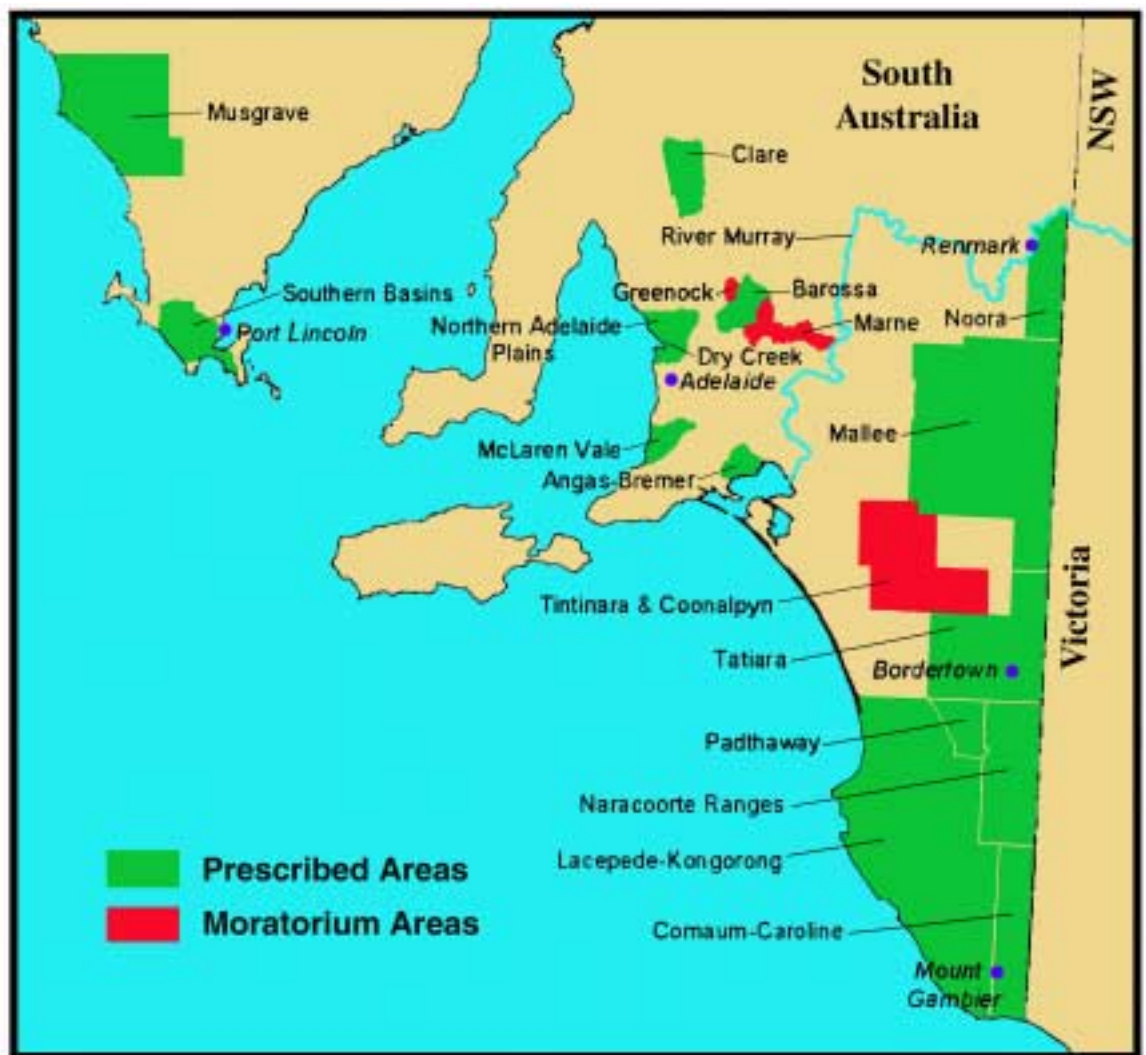 South
Australia
NSW
Musgrave
Clare
River Murray
Renmark
Southern Basins
Greenock
Barossa
Port Lincoln
Northern Adelaide
Plains
Marne
Noora
Dry Creek
Adelaide
Mallee
McLaren Vale
Angas-Bremer
Victoria
Tintinara & Coonalpyn
Tatiara
Bordertown
Padthaway
Naracoorte Ranges
Lacepede-Kongorong
Prescribed Areas
Moratorium Areas
Comaum-Caroline
Mount
Gambier